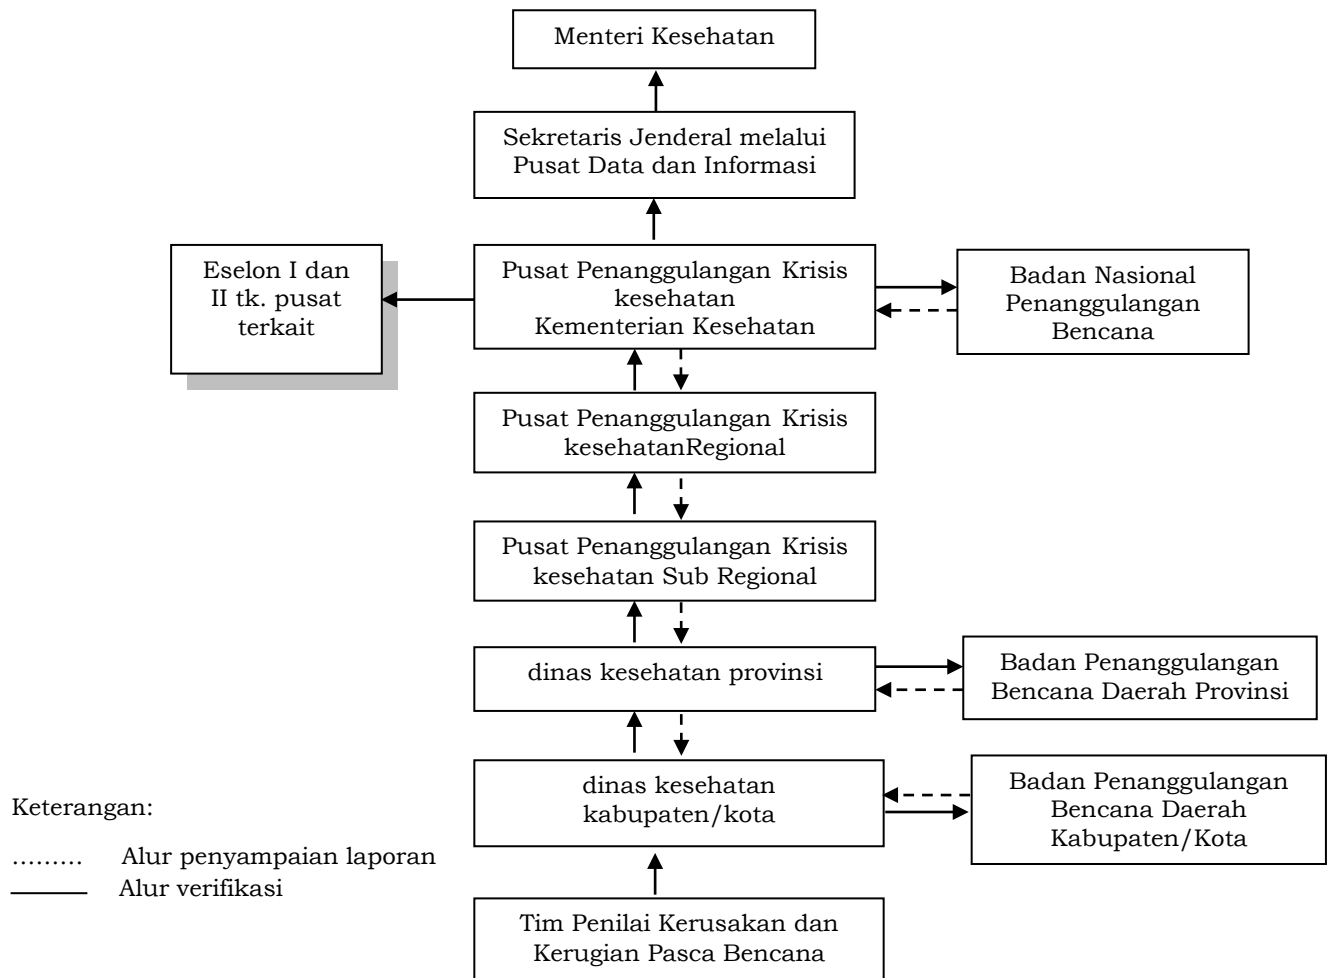 Menteri Kesehatan
Sekretaris Jenderal melalui
Pusat Data dan Informasi
Eselon I dan
II tk. pusat
terkait
Pusat Penanggulangan Krisis
kesehatan
Kementerian Kesehatan
Badan Nasional
Penanggulangan
Bencana
Pusat Penanggulangan Krisis
kesehatanRegional
Pusat Penanggulangan Krisis
kesehatan Sub Regional
dinas kesehatan provinsi
Badan Penanggulangan
Bencana Daerah Provinsi
dinas kesehatan
kabupaten/kota
Badan Penanggulangan
Bencana Daerah
Kabupaten/Kota
Keterangan:
......... Alur penyampaian laporan
Alur verifikasi
Tim Penilai Kerusakan dan
Kerugian Pasca Bencana